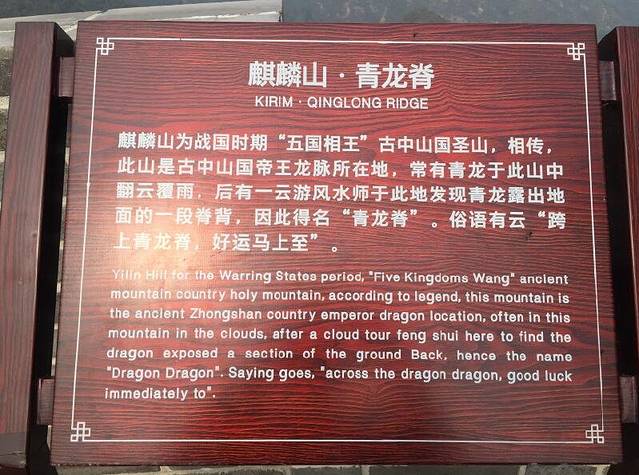 麒麟山·青龙脊
KIRIM·QINGLONG RIDGE
麒麟山为战国时期“五国相王”古中山国圣山，相传，
此山是古中山国帝王龙脉所在地，常有青龙于此山中
翻云覆雨，后有一云游风水师于此地发现青龙露出地
面的一段脊背，因此得名“青龙脊”。俗语有云“跨
上青龙脊，好运马上至”。
Yilin Hill for the Warring States period, "Five Kingdoms Wang" ancient
mountain country holy mountain, according to legend, this mountain is
the ancient Zhongshan country emperor dragon location, often in this
mountain in the clouds, after a cloud tour feng shui here to find the
dragon exposed a section of the ground Back, hence the name
"Dragon Dragon". Saying goes, "across the dragon dragon, good luck
immediately to".